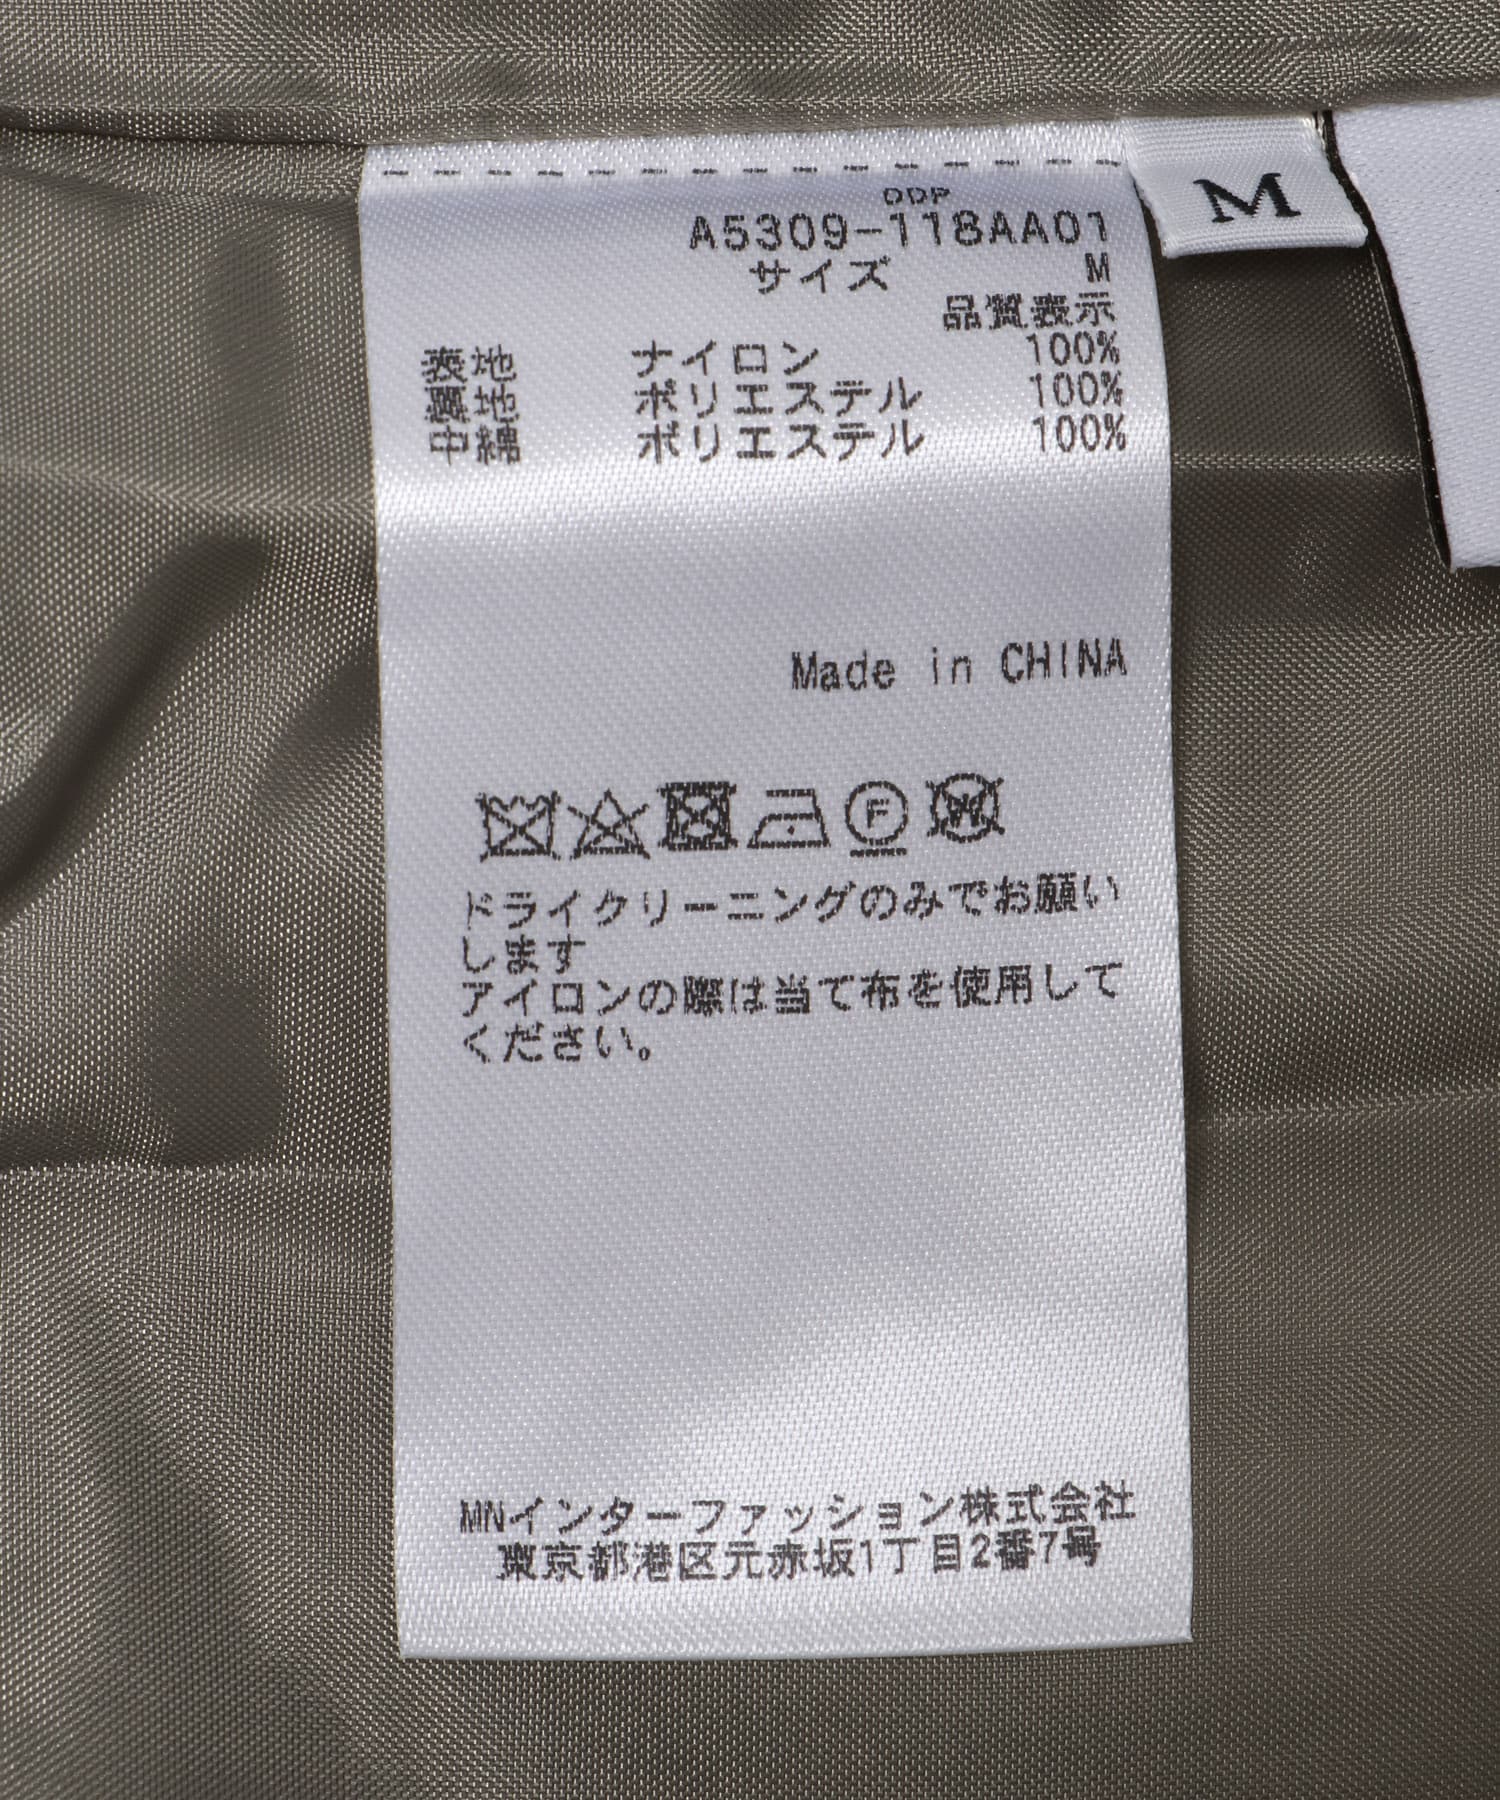 DDP
A5309-118AA01
サイズ M
品質表示
表地 ナイロン 100%
裏地 ポリエステル 100%
中綿 ポリエステル 100%
Made in CHINA
F W
ドライクリーニングのみでお願い
します
アイロンの際は当て布を使用して
ください。
MNインターファッション株式会社
東京都港区元赤坂1丁目2番7号
M